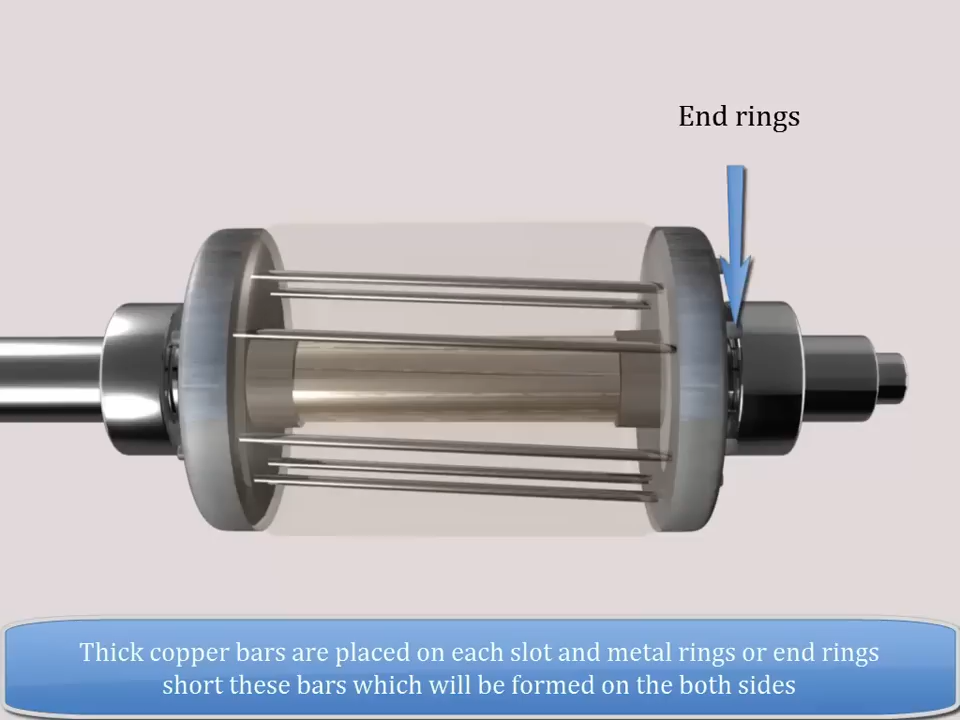 End rings
Thick copper bars are placed on each slot and metal rings or end rings
short these bars which will be formed on the both sides